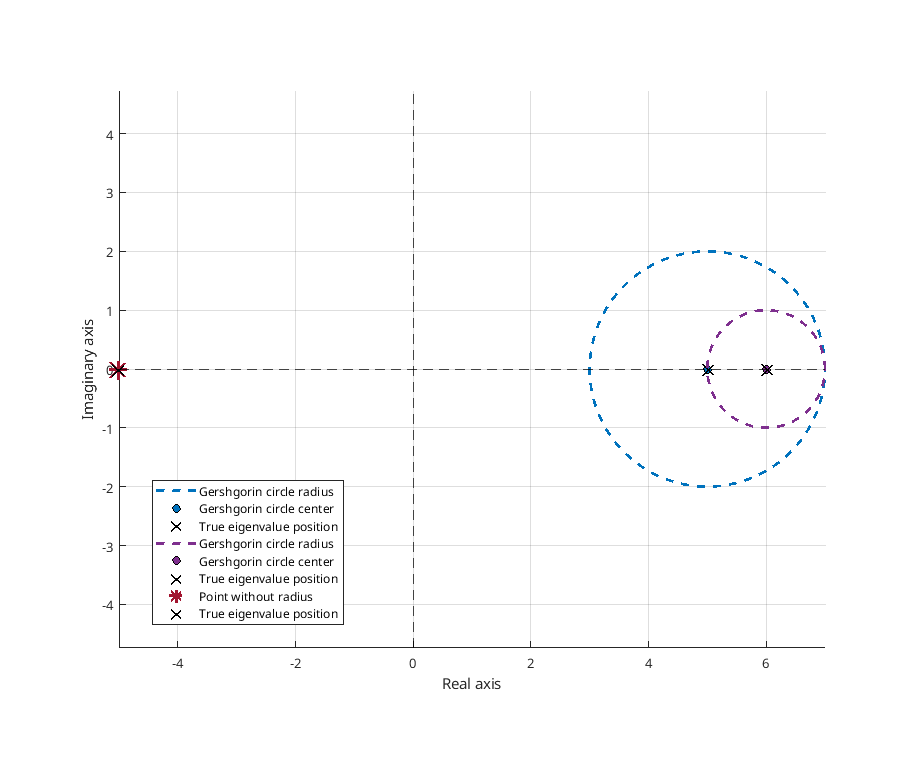 4
3
2
1
0
-1
-2
-3
-4
Imaginary axis
Gershgorin circle radius
Gershgorin circle center
True eigenvalue position
Gershgorin circle radius
Gershgorin circle center
True eigenvalue position
Point without radius
True eigenvalue position
-4 -2 0 2 4 6
Real axis